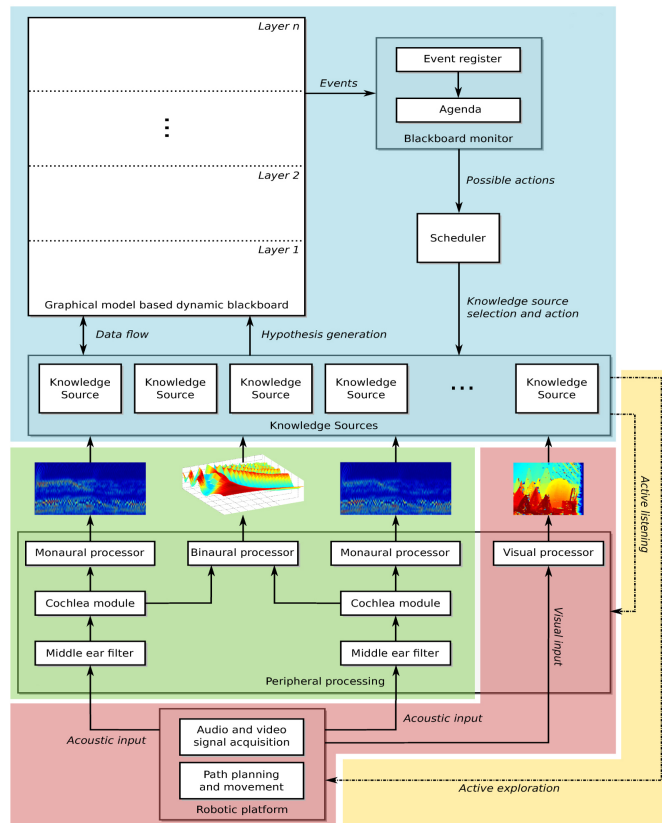 Layer n
Events
Event register
Agenda
Blackboard monitor
Layer 2
Possible actions
Scheduler
Layer 1
Graphical model based dynamic blackboard
Knowledge source
selection and action
Data flow
Hypothesis generation
Knowledge
Source
Knowledge
Source
Knowledge
Source
Knowledge
Source
...
Knowledge
Source
Knowledge Sources
Active listening
Monaural processor
Binaural processor
Monaural processor
Visual processor
Cochlea module
Cochlea module
Middle ear filter
Middle ear filter
Visual input
Peripheral processing
Acoustic input
Acoustic input
Audio and video
signal acquisition
Path planning
and movement
Robotic platform
Active exploration